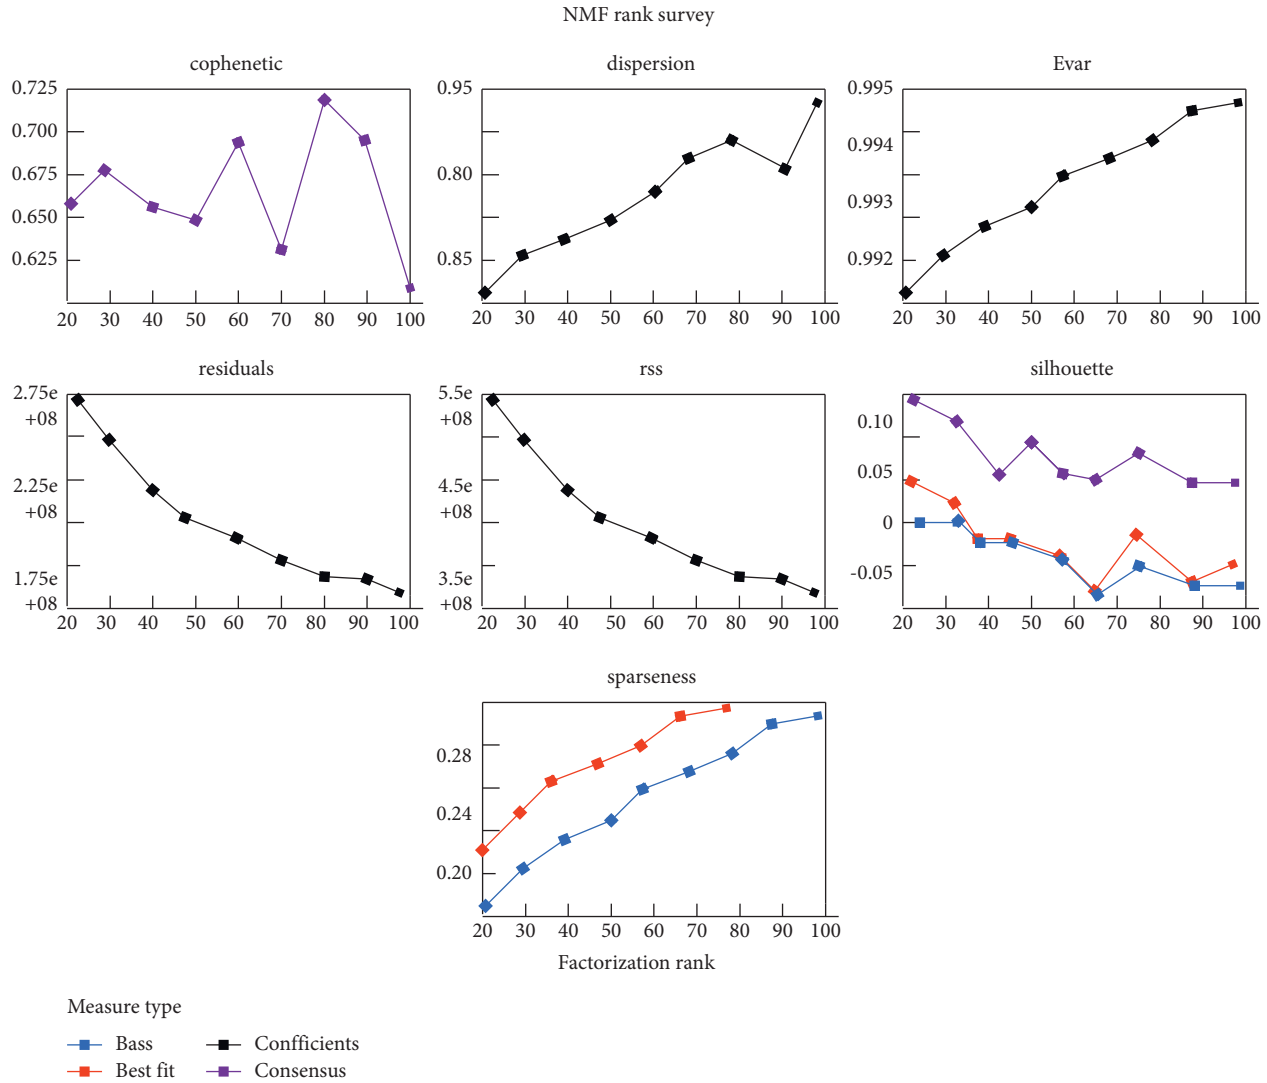 NMF rank survey
cophenetic
0.725
0.700
0.675
0.650
0.625
20 30 40 50 60 70 80 90 100
dispersion
0.95
0.80
0.85
20 30 40 50 60 70 80 90 100
Evar
0.995
0.994
0.993
0.992
20 30 40 50 60 70 80 90 100
residuals
2.75e
+08
2.25e
+08
1.75e
+08
20 30 40 50 60 70 80 90 100
rss
5.5e
+08
4.5e
+08
3.5e
+08
20 30 40 50 60 70 80 90 100
silhouette
0.10
0.05
0
-0.05
20 30 40 50 60 70 80 90 100
sparseness
0.28
0.24
0.20
20 30 40 50 60 70 80 90 100
Factorization rank
Measure type
Bass
Best fit
Confficients
Consensus